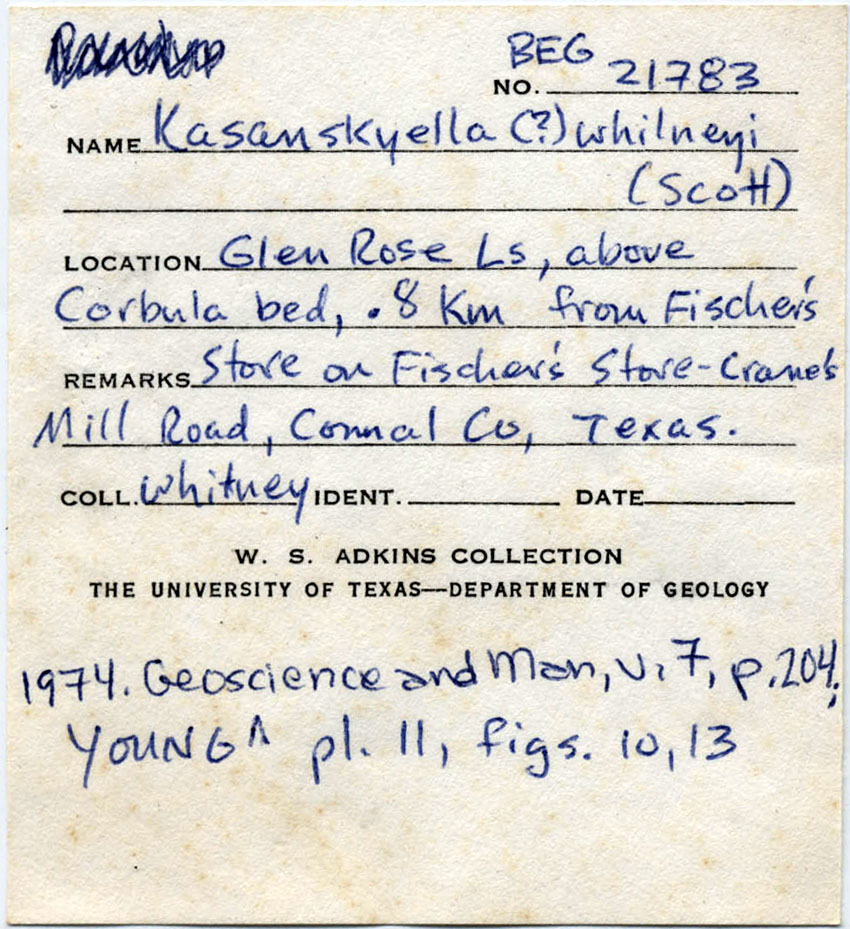 BEG
NO. 21783
NAME Kasanskyella (?) whilneyi
(Scott)
LOCATION Glen Rose Ls, above
Corbula bed, .8 Km from Fischer's
REMARKS Store on Fischer's Store-Crane's
Mill Road, Comal Co, Texas.
COLL. Whitney IDENT. DATE
W. S. ADKINS COLLECTION
THE UNIVERSITY OF TEXAS—DEPARTMENT OF GEOLOGY
1974. Geoscience and Man, v. 7, p. 204;
YOUNG ^ pl. 11, figs. 10, 13